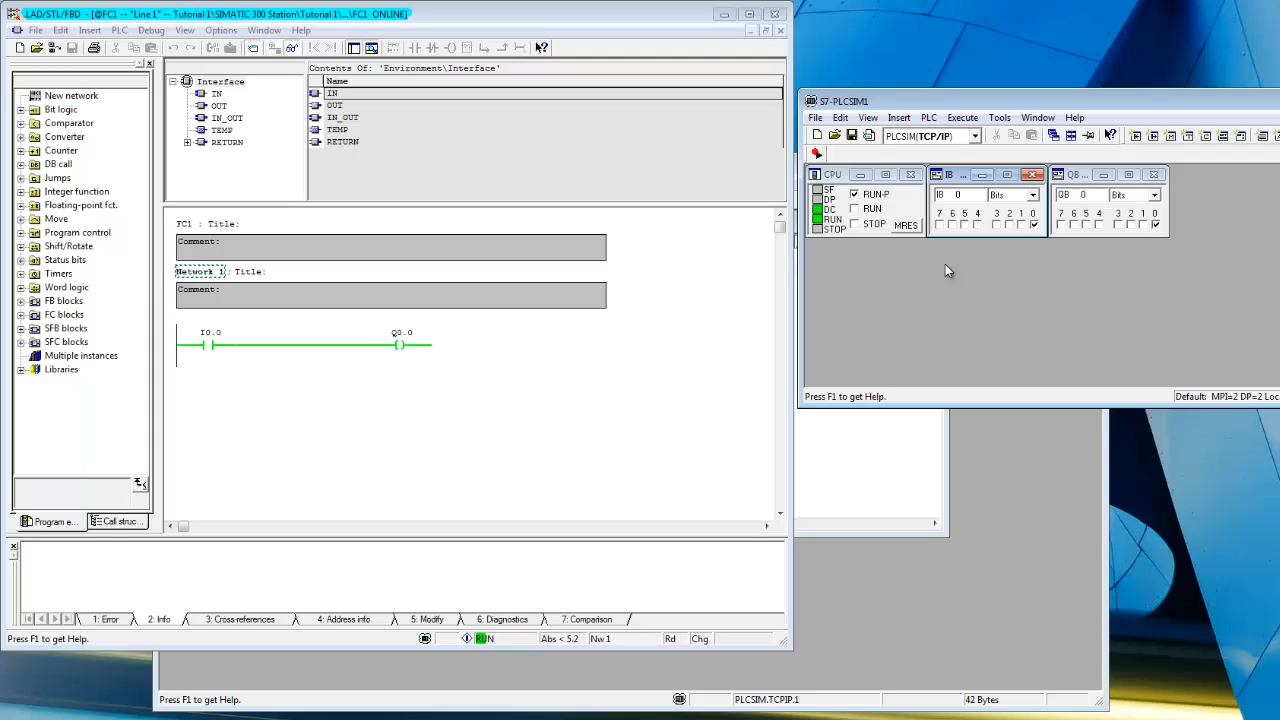 LAD/STL/FBD - [@FC1 -- "Line 1" -- Tutorial 1\SIMATIC 300 Station\Tutorial 1\...\FC1 ONLINE]
File Edit Insert PLC Debug View Options Window Help
New network
Bit logic
Comparator
Converter
Counter
DB call
Jumps
Integer function
Floating-point fct.
Move
Program control
Shift/Rotate
Status bits
Timers
Word logic
FB blocks
FC blocks
SFB blocks
SFC blocks
Multiple instances
Libraries
Program e...
Call struc...
Interface
IN
OUT
IN_OUT
TEMP
RETURN
Contents Of: 'Environment\Interface'
Name
IN
OUT
IN_OUT
TEMP
RETURN
FC1 : Title:
Comment:
Network 1: Title:
Comment:
I0.0 Q0.0
1: Error 2: Info 3: Cross-references 4: Address info. 5: Modify 6: Diagnostics 7: Comparison
Press F1 to get Help.
RUN
Abs < 5.2
Nw 1
Rd
Chg
S7-PLCSIM1
File Edit View Insert PLC Execute Tools Window Help
PLCSIM(TCP/IP)
CPU
SF
DP
DC
RUN
STOP
RUN-P
RUN
STOP
MRES
IB ...
IB 0 Bits
7 6 5 4 3 2 1 0
QB ...
QB 0 Bits
7 6 5 4 3 2 1 0
Press F1 to get Help.
Default: MPI=2 DP=2 Loc
Press F1 to get Help.
PLCSIM.TCPIP.1
42 Bytes